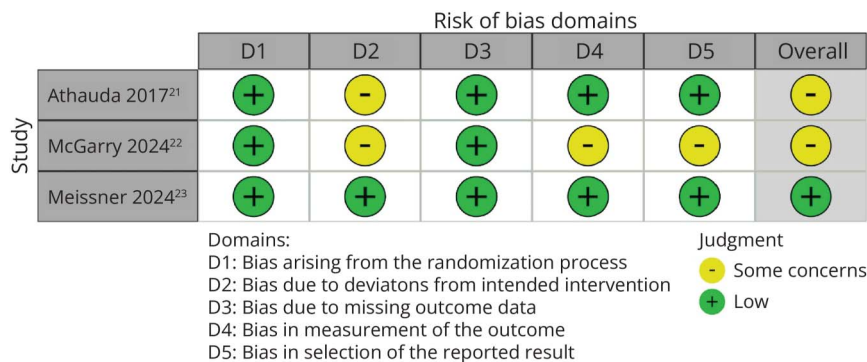 Risk of bias domains
D1 D2 D3 D4 D5 Overall
Study
Athauda 2017²¹ + - + + + -
McGarry 2024²² + - + - - -
Meissner 2024²³ + + + + + +
Domains:
D1: Bias arising from the randomization process
D2: Bias due to deviatons from intended intervention
D3: Bias due to missing outcome data
D4: Bias in measurement of the outcome
D5: Bias in selection of the reported result
Judgment
- Some concerns
+ Low